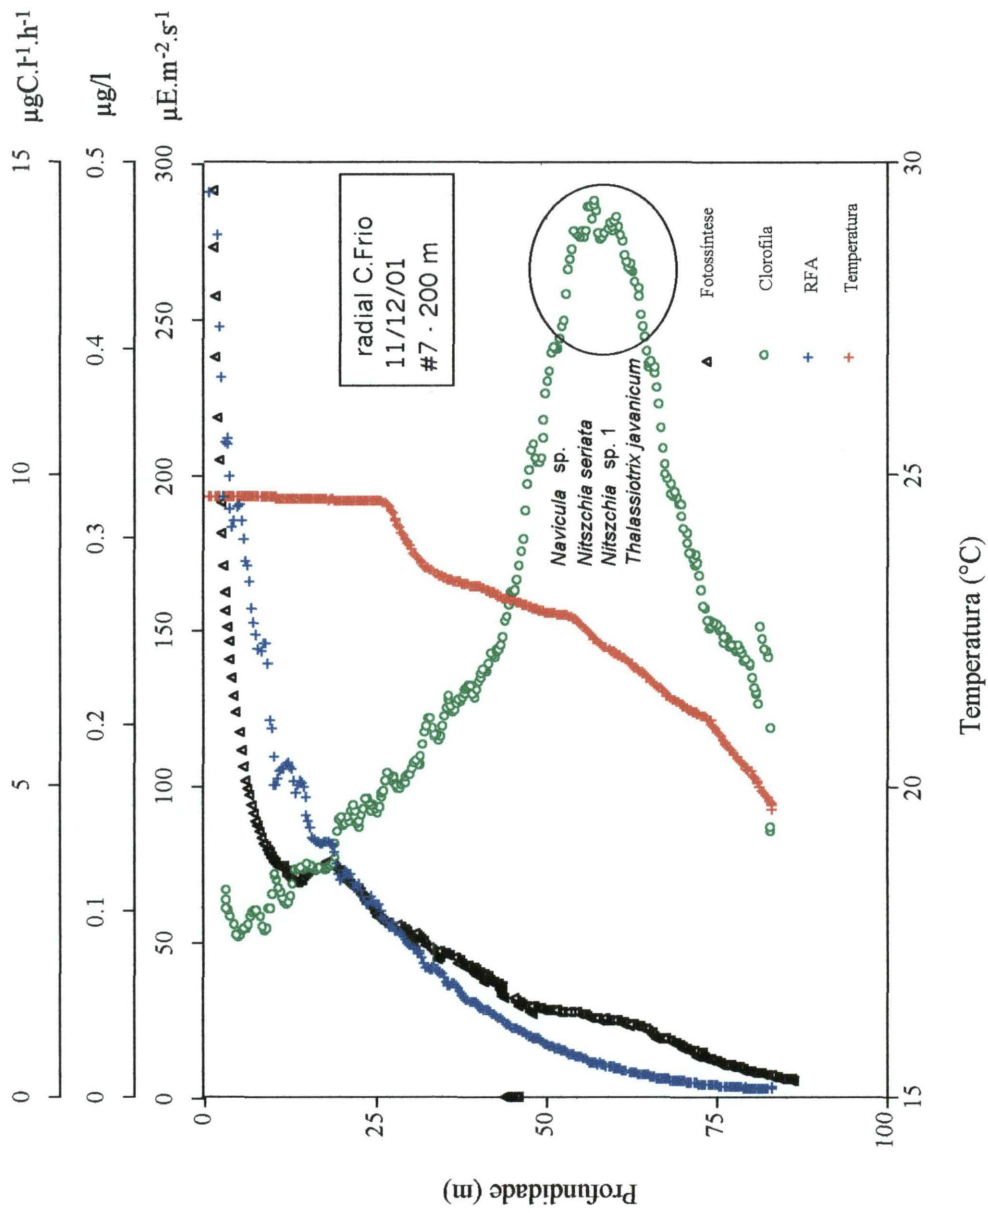 µgC.l⁻¹.h⁻¹
0 5 10 15
µg/l
0 0.1 0.2 0.3 0.4 0.5
µE.m⁻².s⁻¹
0 50 100 150 200 250 300
Profundidade (m)
0
25
50
75
100
radial C.Frio
11/12/01
#7 - 200 m
Navicula sp.
Nitszchia seriata
Nitszchia sp. 1
Thalassiotrix javanicum
Fotossíntese
Clorofila
RFA
Temperatura
15 20 25 30
Temperatura (°C)